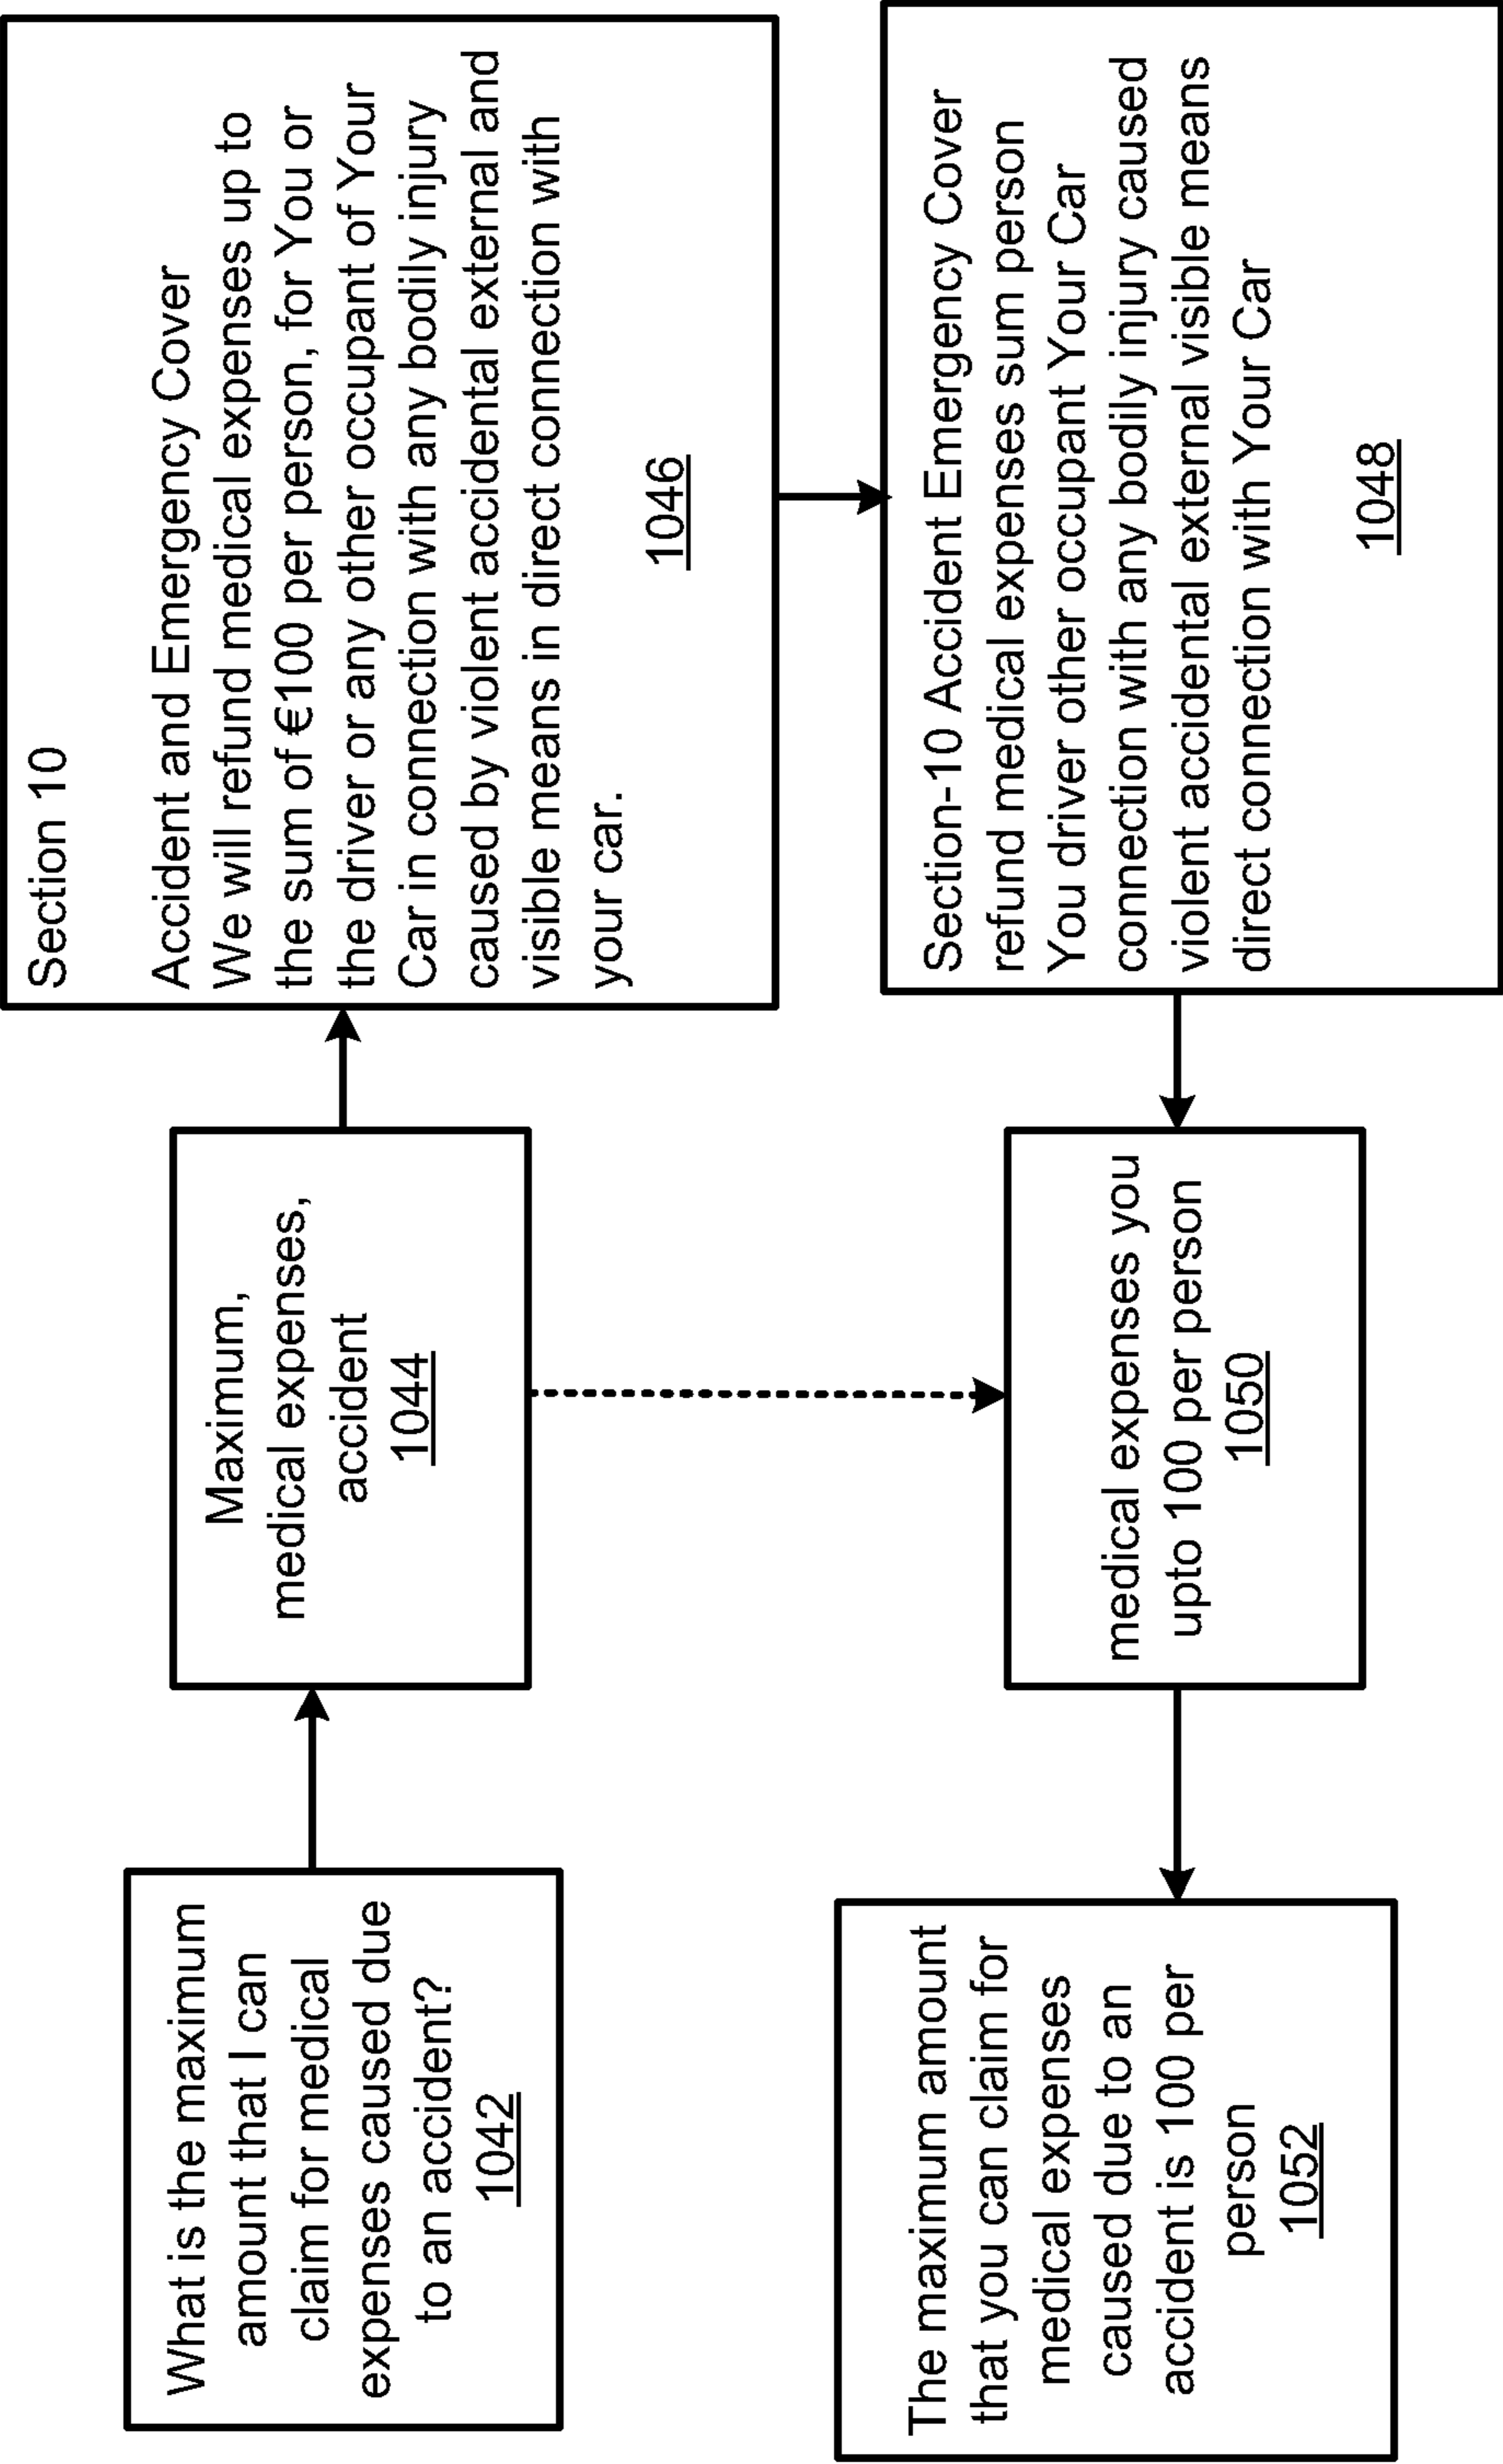 What is the maximum
amount that I can
claim for medical
expenses caused due
to an accident?
1042
Maximum,
medical expenses,
accident
1044
Section 10
Accident and Emergency Cover
We will refund medical expenses up to
the sum of €100 per person, for You or
the driver or any other occupant of Your
Car in connection with any bodily injury
caused by violent accidental external and
visible means in direct connection with
your car.
1046
Section-10 Accident Emergency Cover
refund medical expenses sum person
You driver other occupant Your Car
connection with any bodily injury caused
violent accidental external visible means
direct connection with Your Car
1048
medical expenses you
upto 100 per person
1050
The maximum amount
that you can claim for
medical expenses
caused due to an
accident is 100 per
person
1052